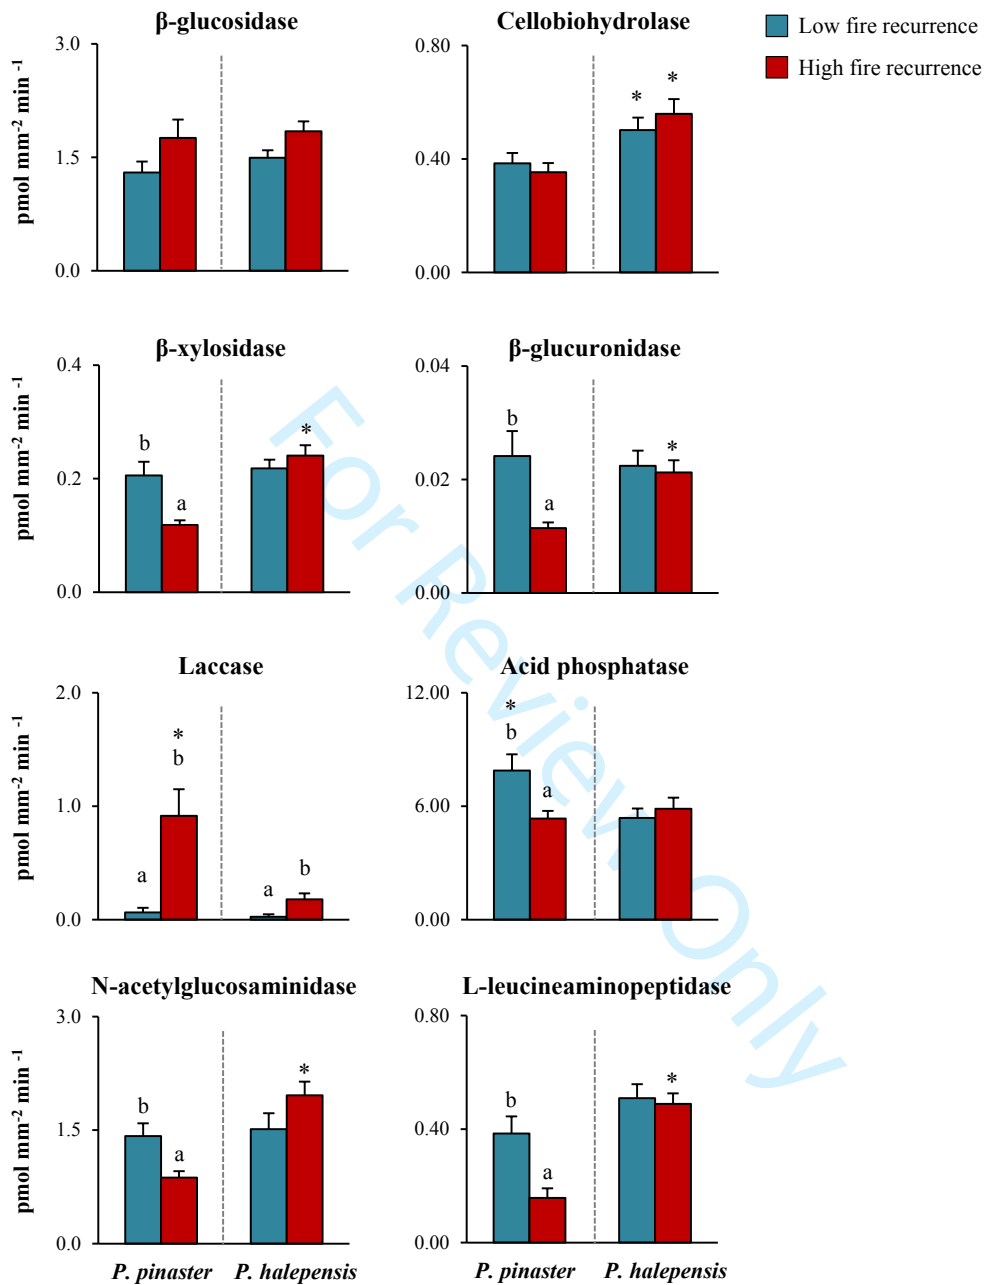 β-glucosidase
Cellobiohydrolase
Low fire recurrence
High fire recurrence
pmol mm-2 min -1
3.0
1.5
0.0
0.80
0.40
0.00
* *
β-xylosidase
β-glucuronidase
pmol mm-2 min -1
0.4
0.2
0.0
b a *
0.04
0.02
0.00
b a *
Laccase
Acid phosphatase
pmol mm-2 min -1
2.0
1.0
0.0
*
a b a b
12.00
6.00
0.00
*
b a
N-acetylglucosaminidase
L-leucineaminopeptidase
pmol mm-2 min -1
3.0
1.5
0.0
b a *
0.80
0.40
0.00
b a *
P. pinaster P. halepensis
P. pinaster P. halepensis
For Review Only